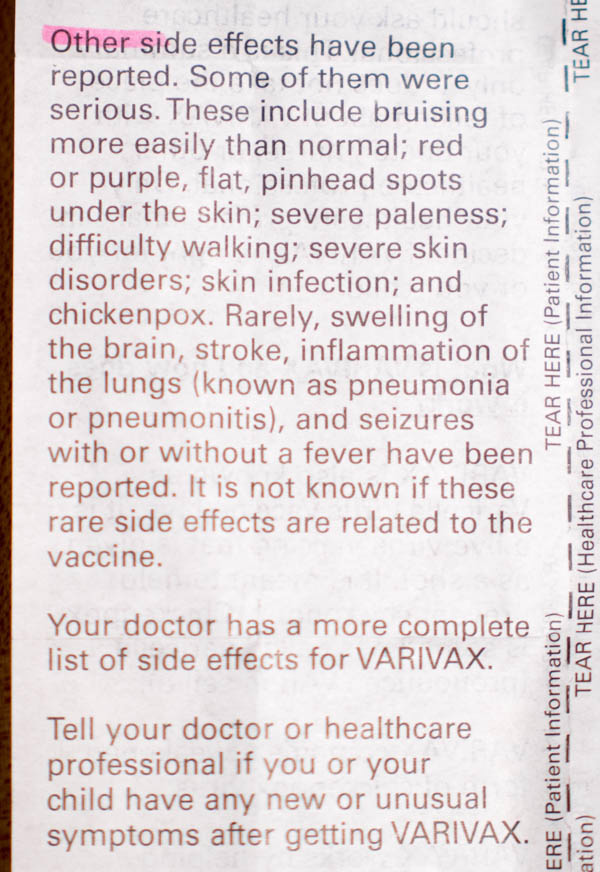 Other side effects have been
reported. Some of them were
serious. These include bruising
more easily than normal; red
or purple, flat, pinhead spots
under the skin; severe paleness;
difficulty walking; severe skin
disorders; skin infection; and
chickenpox. Rarely, swelling of
the brain, stroke, inflammation of
the lungs (known as pneumonia
or pneumonitis), and seizures
with or without a fever have been
reported. It is not known if these
rare side effects are related to the
vaccine.
Your doctor has a more complete
list of side effects for VARIVAX.
Tell your doctor or healthcare
professional if you or your
child have any new or unusual
symptoms after getting VARIVAX.
TEAR HERE (Patient Information)
ERE (Patient Information)
TEAR HE
TEAR HERE (Healthcare Professional Information)
ation)